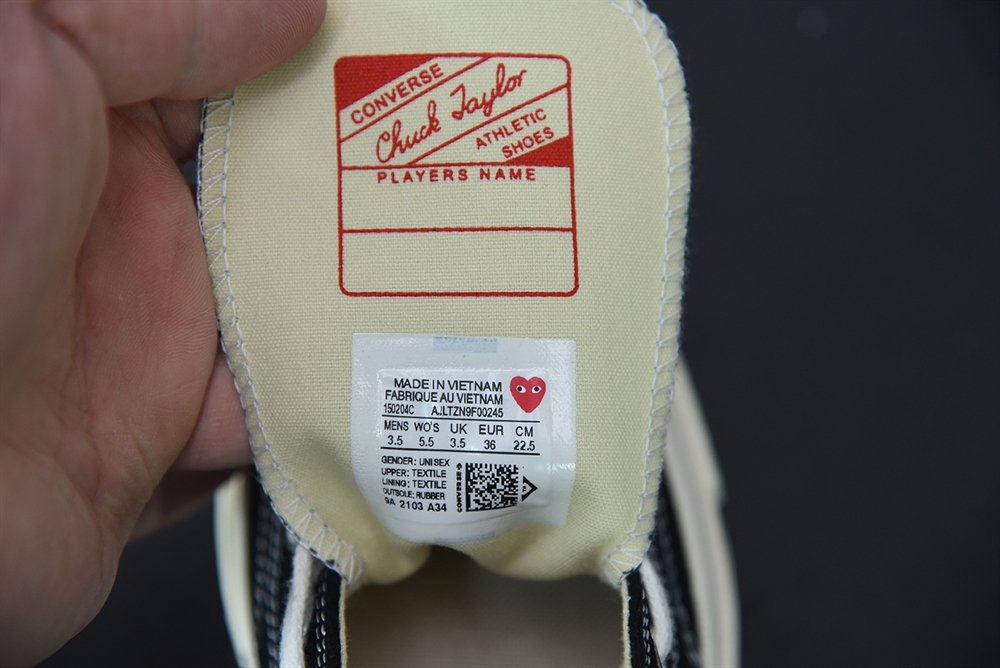 CONVERSE
Chuck Taylor
ATHLETIC
SHOES
PLAYERS NAME
MADE IN VIETNAM
FABRIQUE AU VIETNAM
150204C AJLTZN9F00245
MENS WO'S UK EUR CM
3.5 5.5 3.5 36 22.5
GENDER: UNISEX
UPPER: TEXTILE
LINING: TEXTILE
OUTSOLE: RUBBER
9A 2103 A34
CONVERSE